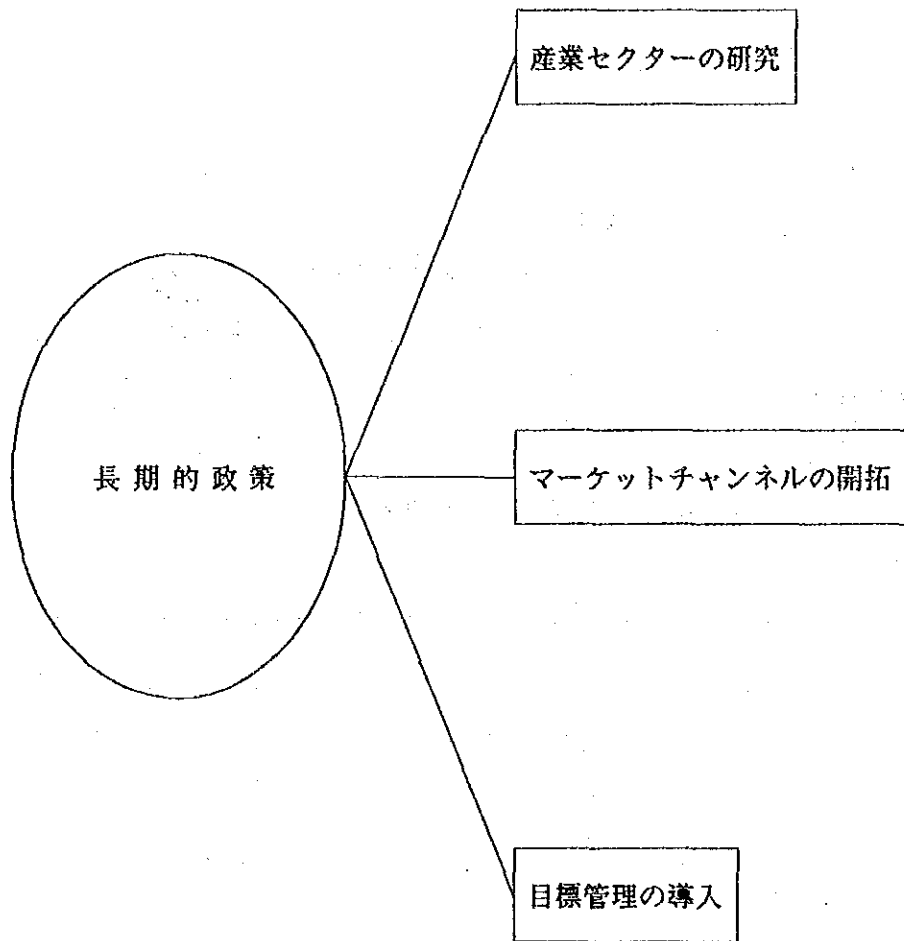 産業セクターの研究
長期的政策
マーケットチャンネルの開拓
目標管理の導入